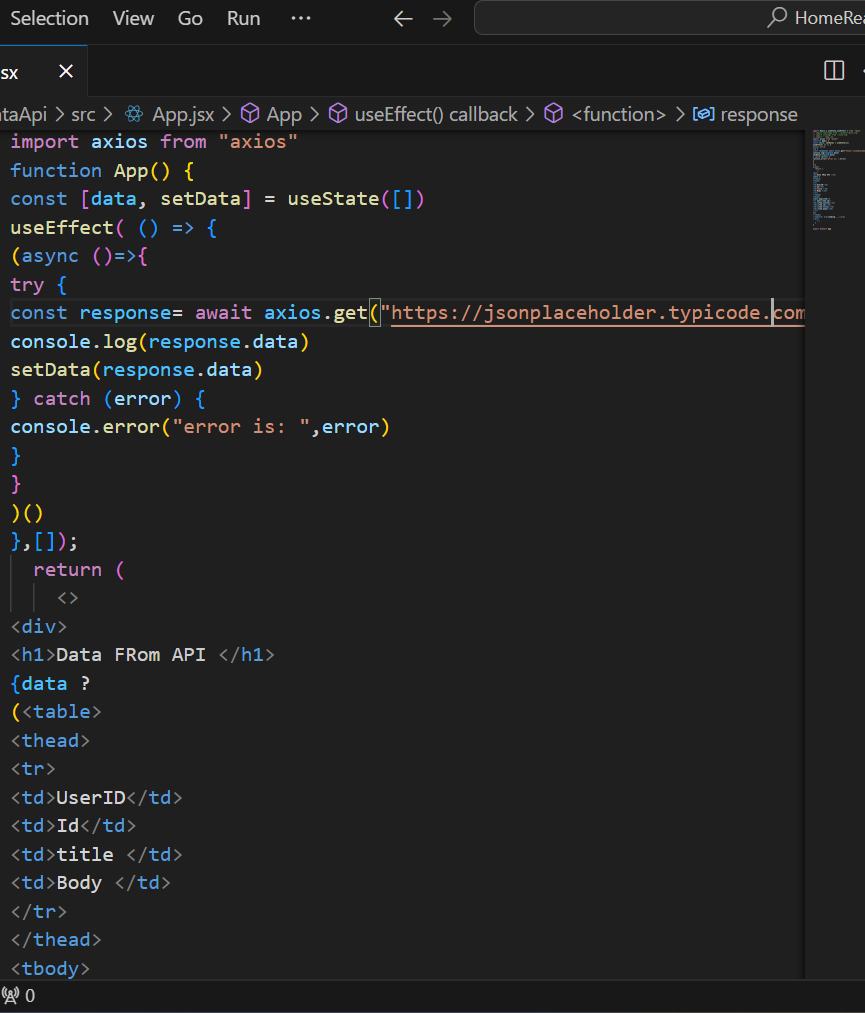 Selection View Go Run ···
HomeRea
sx
taApi > src > App.jsx > App > useEffect() callback > <function> > response
import axios from "axios"
function App() {
const [data, setData] = useState([])
useEffect( () => {
(async ()=>{
try {
const response= await axios.get("https://jsonplaceholder.typicode.com
console.log(response.data)
setData(response.data)
} catch (error) {
console.error("error is: ",error)
}
}
)()
},[]);
return (
<>
<div>
<h1>Data FRom API </h1>
{data ?
(<table>
<thead>
<tr>
<td>UserID</td>
<td>Id</td>
<td>title </td>
<td>Body </td>
</tr>
</thead>
<tbody>
0